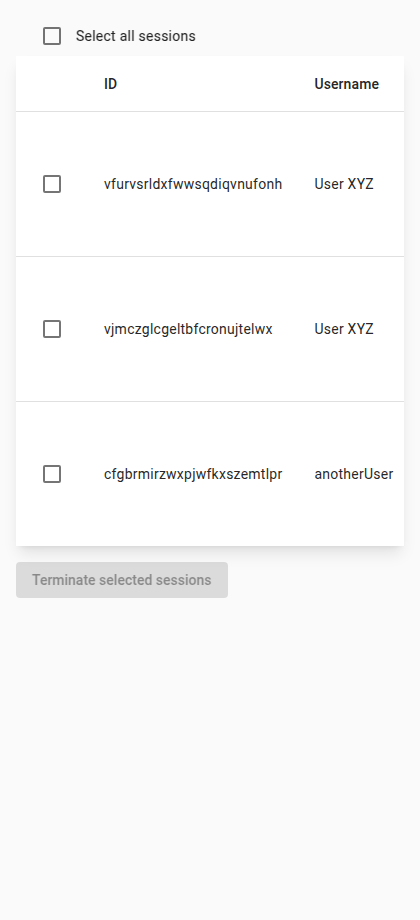 Select all sessions
ID Username
vfurvsrldxfwwsqdiqvnufonh User XYZ
vjmczglcgeltbfcronujtelwx User XYZ
cfgbrmirzwxpjwfkxszemtlpr anotherUser
Terminate selected sessions